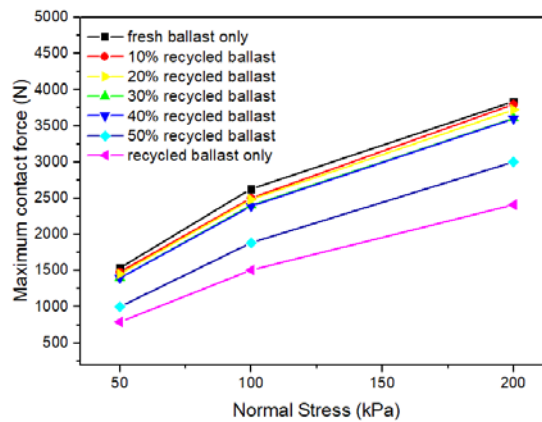 5000
4500
4000
3500
3000
2500
2000
1500
1000
500
Maximum contact force (N)
fresh ballast only
10% recycled ballast
20% recycled ballast
30% recycled ballast
40% recycled ballast
50% recycled ballast
recycled ballast only
50
100
150
200
Normal Stress (kPa)